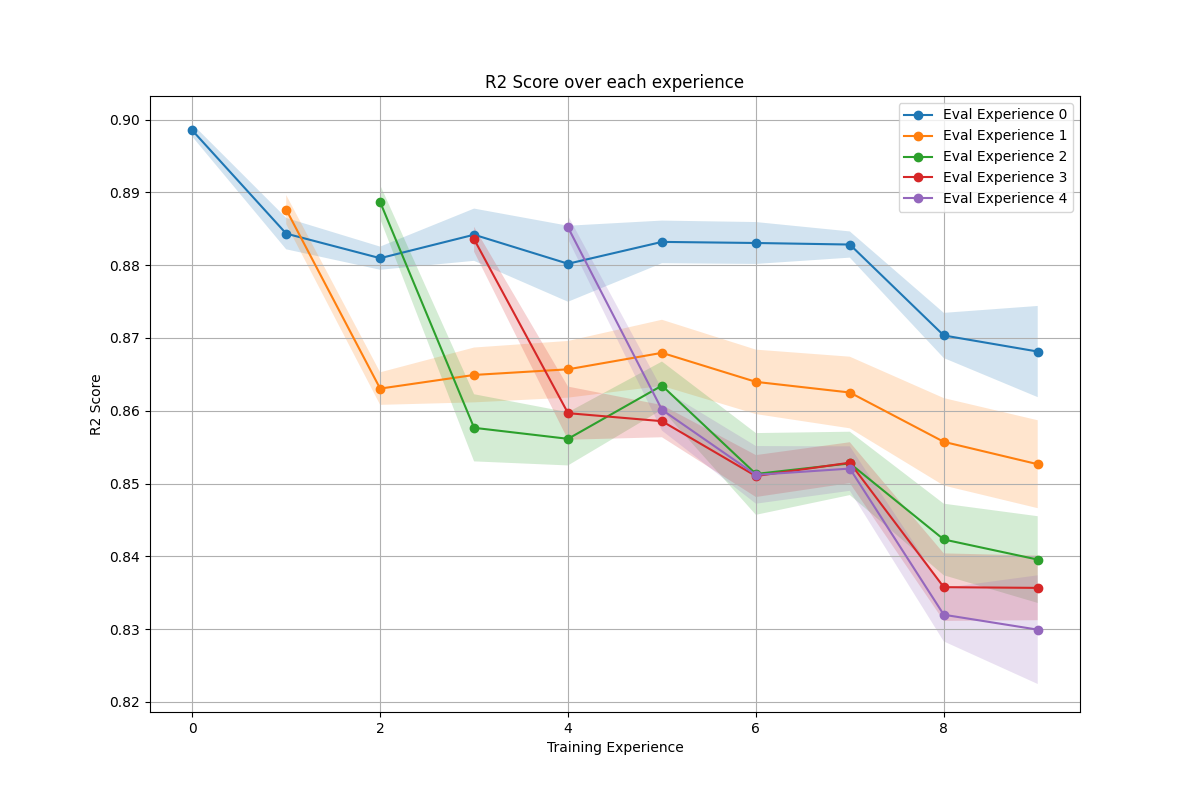 R2 Score over each experience
Eval Experience 0
Eval Experience 1
Eval Experience 2
Eval Experience 3
Eval Experience 4
R2 Score
0.90
0.89
0.88
0.87
0.86
0.85
0.84
0.83
0.82
0 2 4 6 8
Training Experience